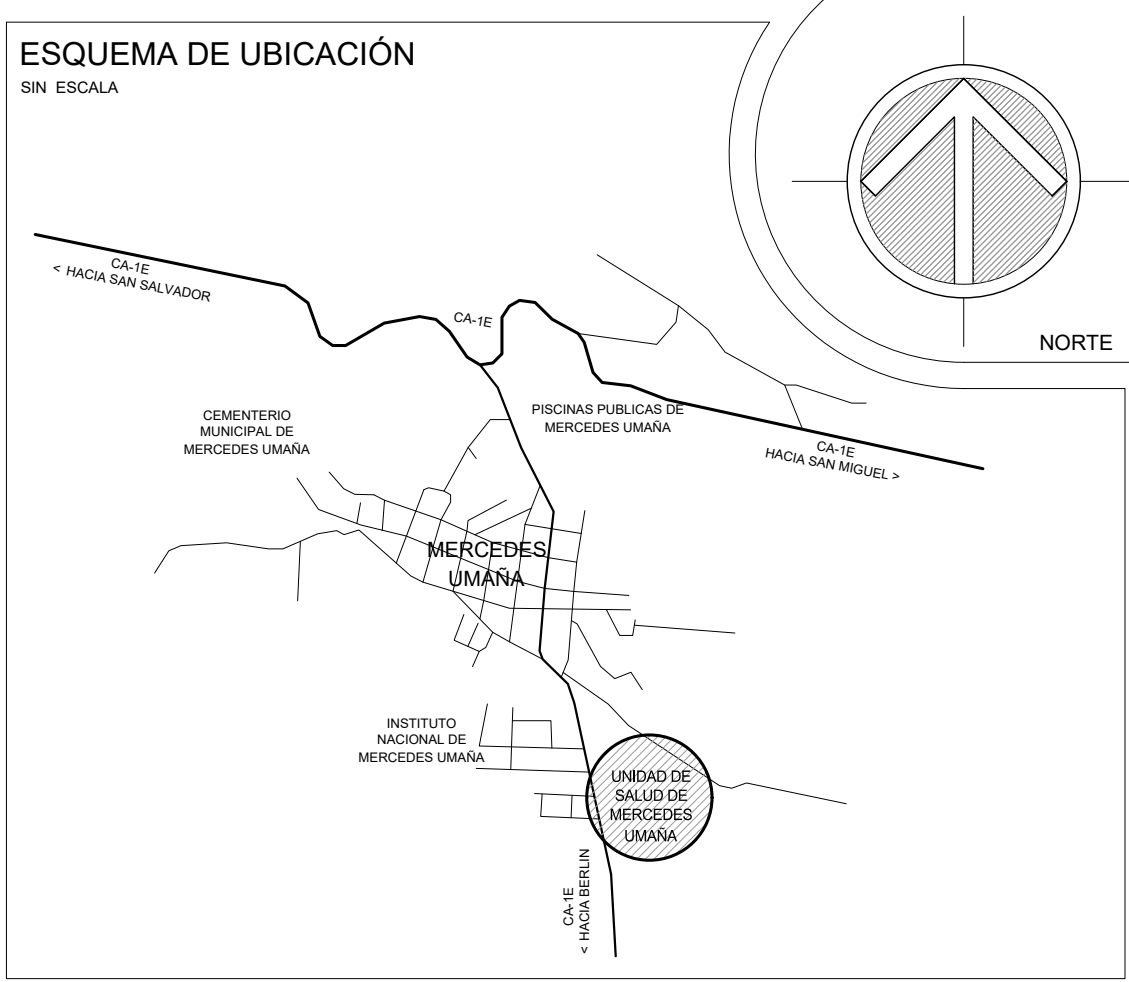 ESQUEMA DE UBICACIÓN
SIN ESCALA
NORTE
CA-1E
< HACIA SAN SALVADOR
CA-1E
CEMENTERIO
MUNICIPAL DE
MERCEDES UMAÑA
PISCINAS PUBLICAS DE
MERCEDES UMAÑA
CA-1E
HACIA SAN MIGUEL >
MERCEDES
UMAÑA
INSTITUTO
NACIONAL DE
MERCEDES UMAÑA
UNIDAD DE
SALUD DE
MERCEDES
UMAÑA
CA-1E
< HACIA BERLIN